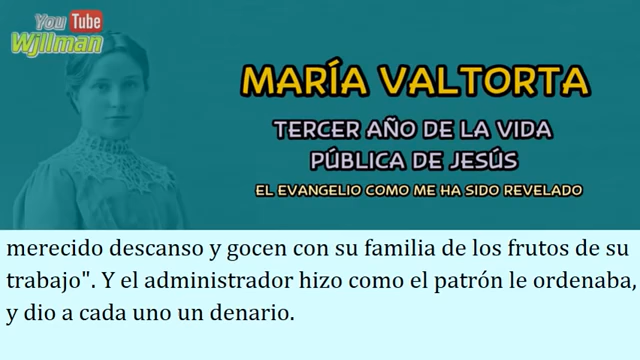 You Tube
Wjllman
MARÍA VALTORTA
TERCER AÑO DE LA VIDA
PÚBLICA DE JESÚS
EL EVANGELIO COMO ME HA SIDO REVELADO
merecido descanso y gocen con su familia de los frutos de su
trabajo". Y el administrador hizo como el patrón le ordenaba,
y dio a cada uno un denario.